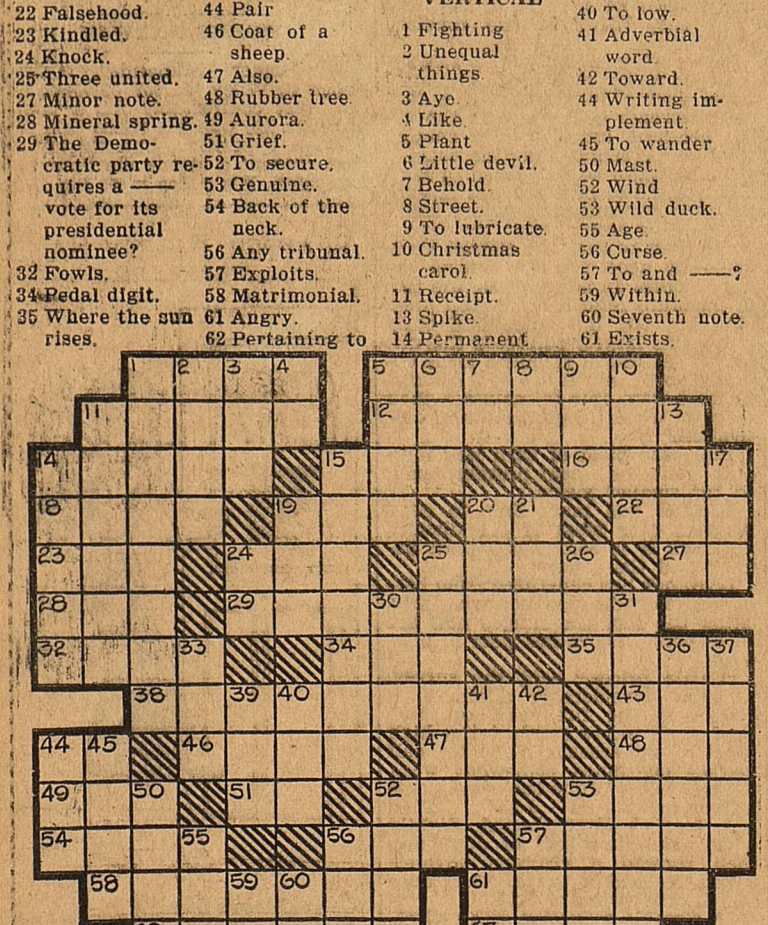 22 Falsehood.
23 Kindled.
24 Knock.
25 Three united.
27 Minor note.
28 Mineral spring.
29 The Demo-
cratic party re-
quires a ——
vote for its
presidential
nominee?
32 Fowls.
34 Pedal digit.
35 Where the sun
rises.
44 Pair
46 Coat of a
sheep.
47 Also.
48 Rubber tree
49 Aurora.
51 Grief.
52 To secure.
53 Genuine.
54 Back of the
neck.
56 Any tribunal.
57 Exploits.
58 Matrimonial.
61 Angry.
62 Pertaining to
VERTICAL
1 Fighting
2 Unequal
things.
3 Aye.
4 Like.
5 Plant
6 Little devil.
7 Behold.
8 Street.
9 To lubricate.
10 Christmas
carol.
11 Receipt.
13 Spike.
14 Permanent
40 To low.
41 Adverbial
word.
42 Toward.
44 Writing im-
plement.
45 To wander
50 Mast.
52 Wind
53 Wild duck.
55 Age.
56 Curse.
57 To and ——?
59 Within.
60 Seventh note.
61 Exists.
1 2 3 4 5 6 7 8 9 10
11 12 13
14 15 16 17
18 19 20 21 22
23 24 25 26 27
28 29 30 31
32 33 34 35 36 37
38 39 40 41 42 43
44 45 46 47 48
49 50 51 52 53
54 55 56 57
58 59 60 61